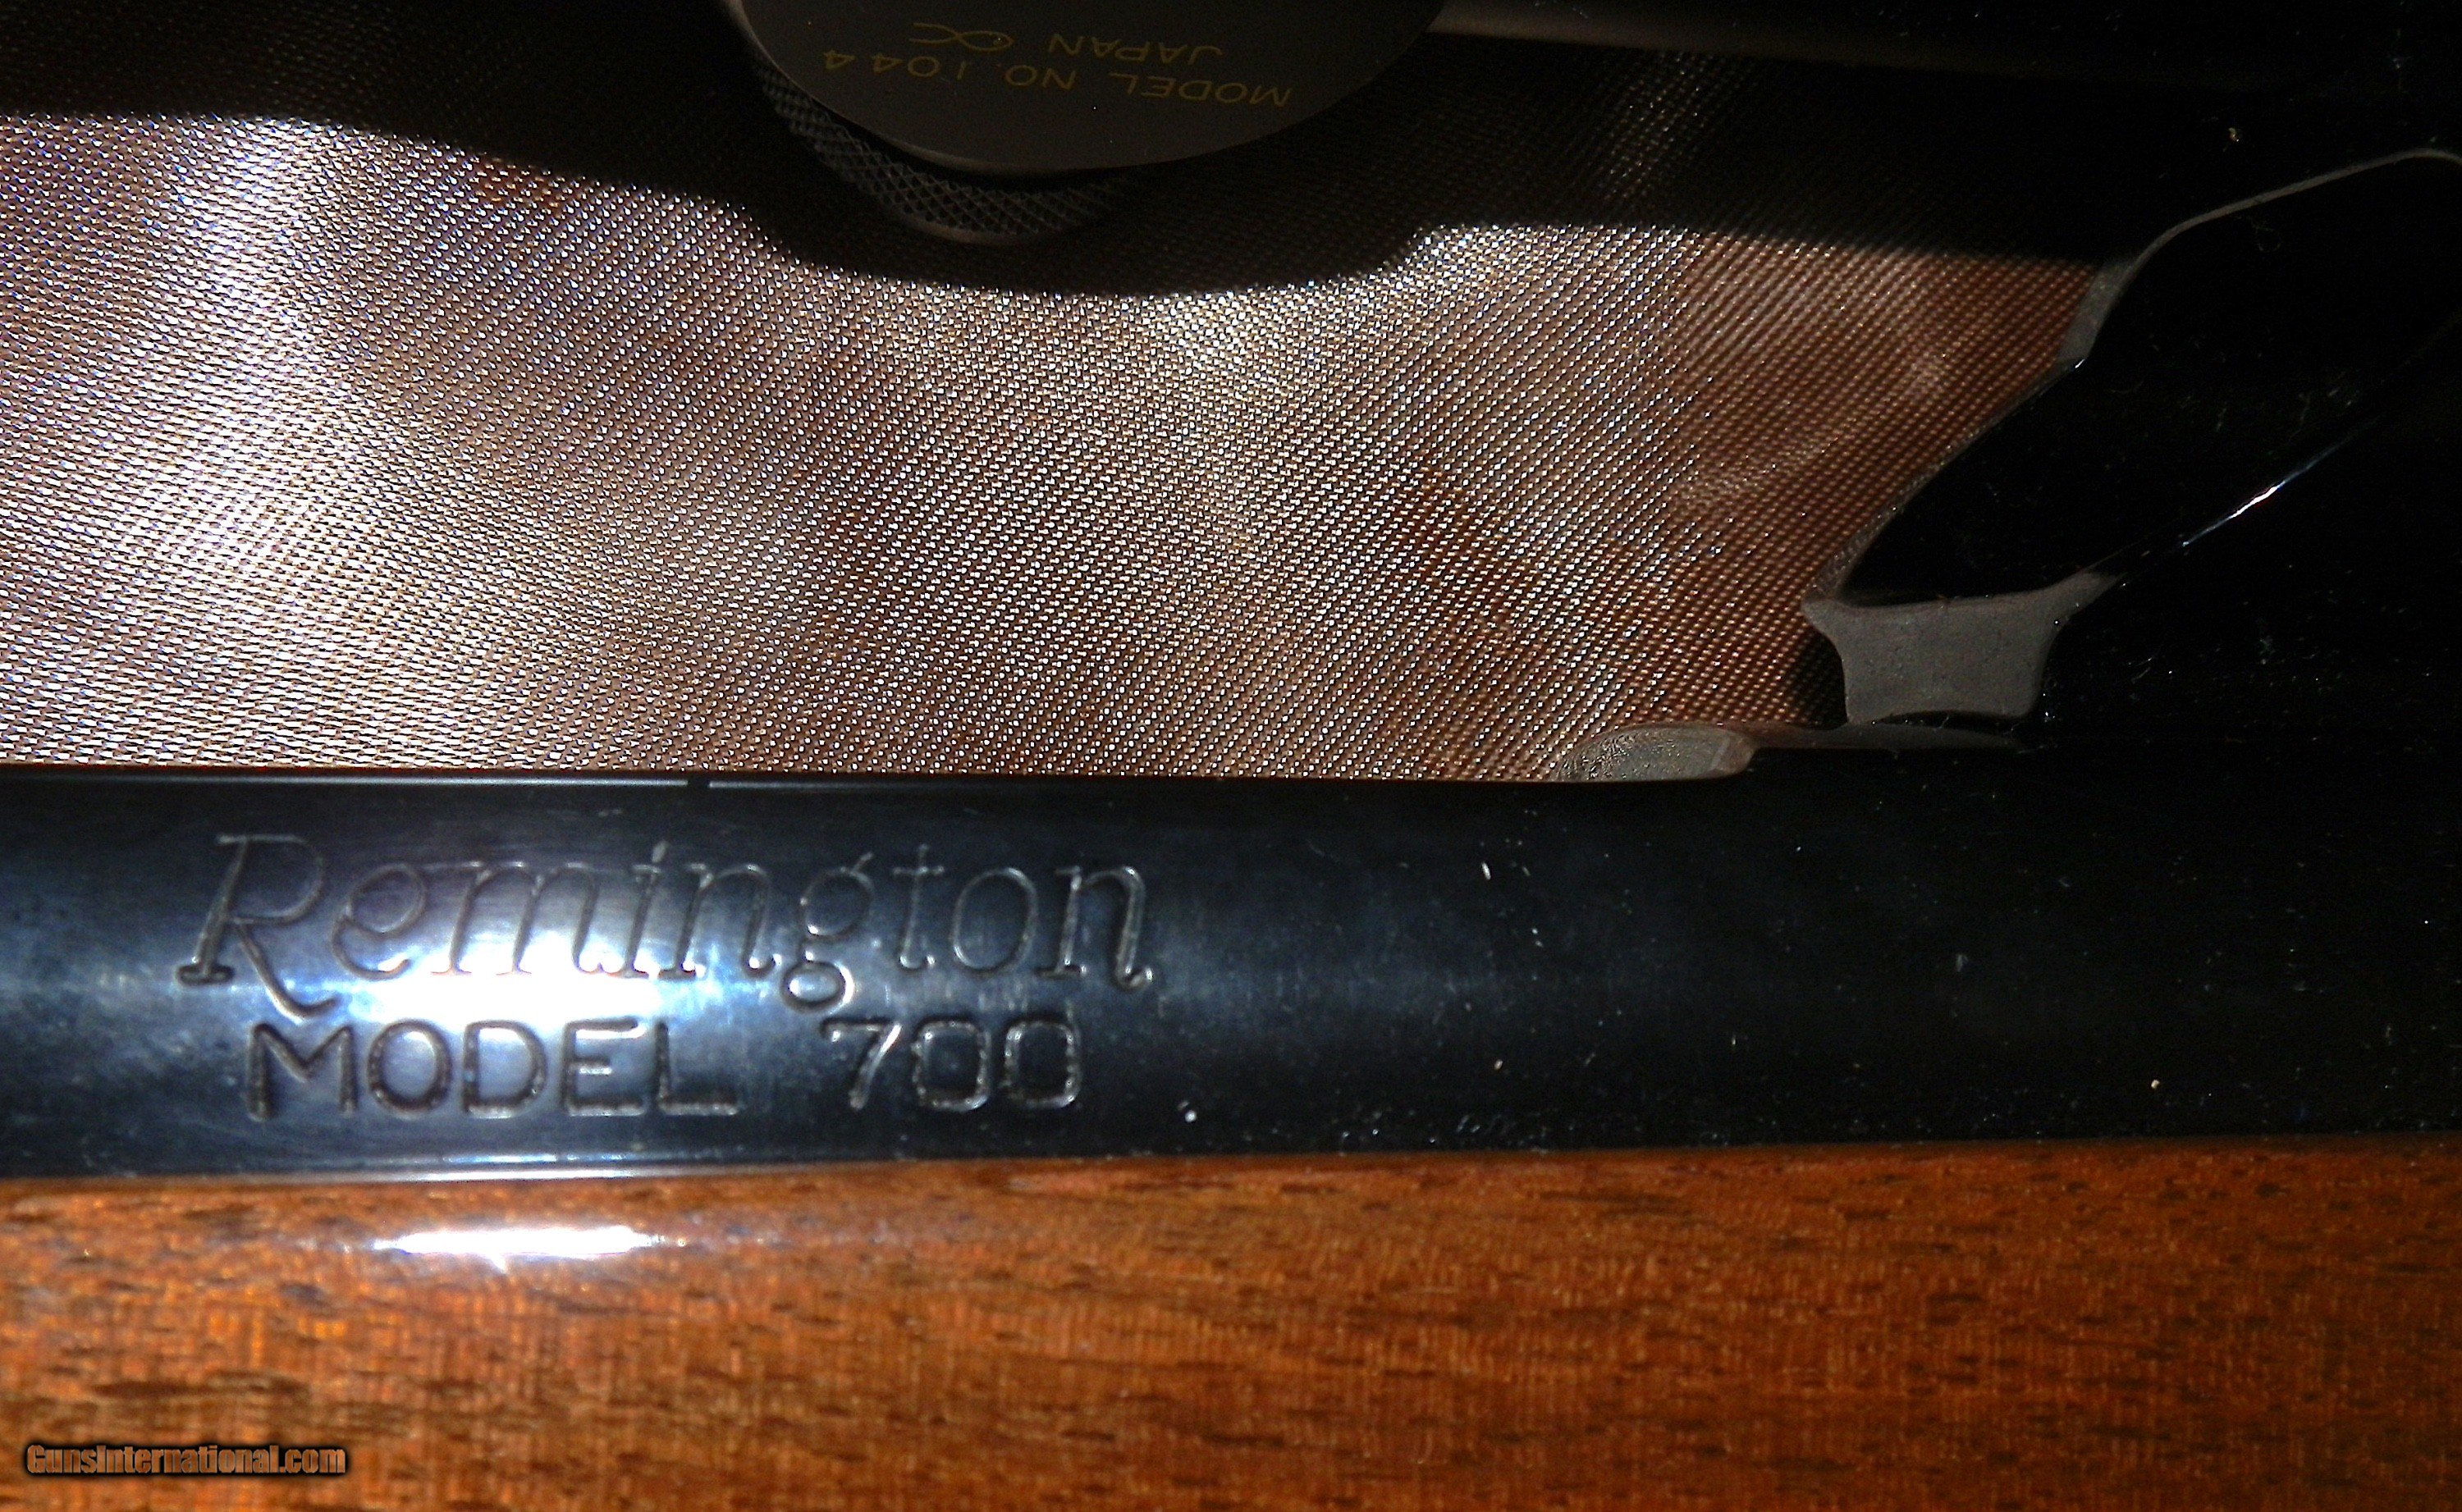 MODEL NO. 1044
JAPAN
Remington
MODEL 700
GunsInternational.com